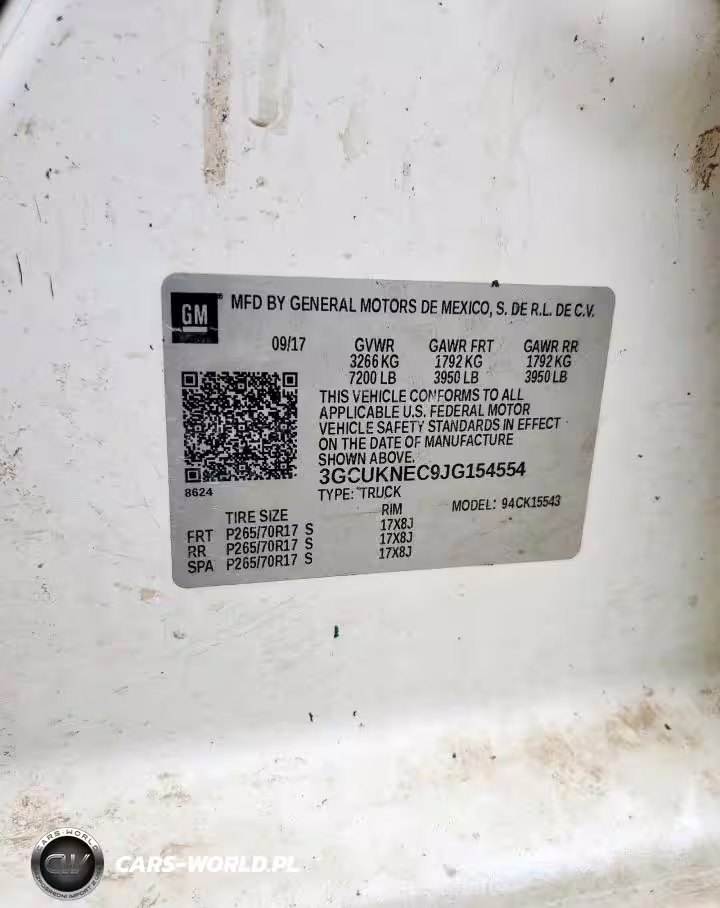 GM
MFD BY GENERAL MOTORS DE MEXICO, S. DE R.L. DE C.V.
09/17 GVWR GAWR FRT GAWR RR
3266 KG 1792 KG 1792 KG
7200 LB 3950 LB 3950 LB
THIS VEHICLE CONFORMS TO ALL
APPLICABLE U.S. FEDERAL MOTOR
VEHICLE SAFETY STANDARDS IN EFFECT
ON THE DATE OF MANUFACTURE
SHOWN ABOVE.
3GCUKNEC9JG154554
8624
TYPE: TRUCK MODEL: 94CK15543
TIRE SIZE RIM
FRT P265/70R17 S 17X8J
RR P265/70R17 S 17X8J
SPA P265/70R17 S 17X8J
CARS-WORLD
CW
CARS-WORLD.PL